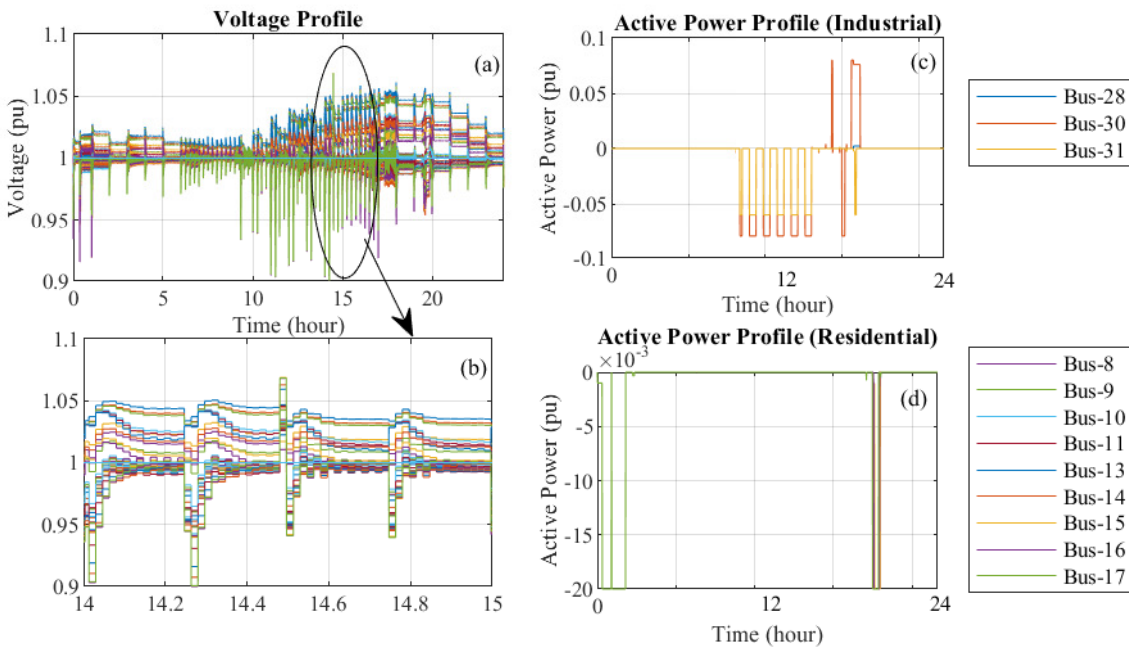 Voltage Profile
(a)
1.1
1.05
1
0.95
0.9
Voltage (pu)
0 5 10 15 20
Time (hour)
(b)
1.1
1.05
1
0.95
0.9
14 14.2 14.4 14.6 14.8 15
Active Power Profile (Industrial)
(c)
0.1
0.05
0
-0.05
-0.1
Active Power (pu)
0 12 24
Time (hour)
Bus-28
Bus-30
Bus-31
Active Power Profile (Residential)
×10-3
(d)
0
-5
-10
-15
-20
Active Power (pu)
0 12 24
Time (hour)
Bus-8
Bus-9
Bus-10
Bus-11
Bus-13
Bus-14
Bus-15
Bus-16
Bus-17